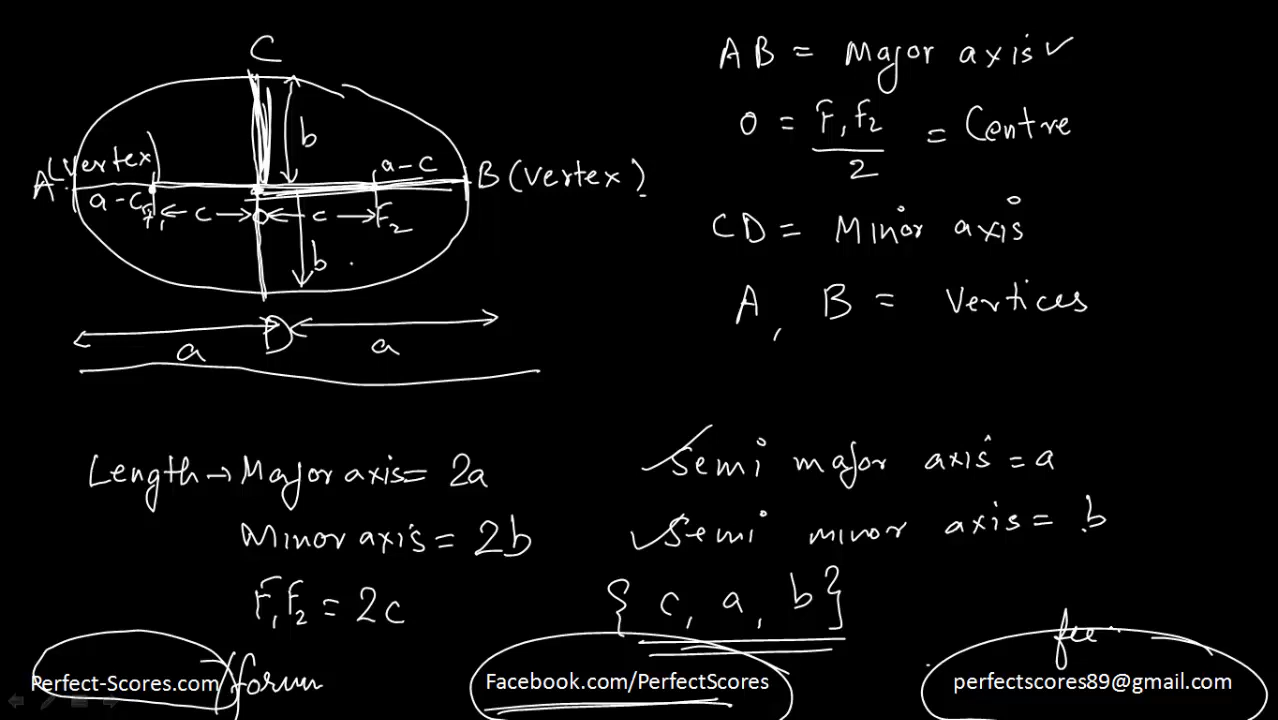 C
AB = Major axis ✓
b
O = F1F2/2 = Centre
A (Vertex)
a-c
B (Vertex)
a-c
F1
c
O
c
F2
CD = Minor axis
b
A, B = Vertices
D
a
a
Length → Major axis = 2a
Semi major axis = a
Minor axis = 2b
Semi minor axis = b
F1F2 = 2c
{ c, a, b }
Perfect-Scores.com/forum
Facebook.com/PerfectScores
perfectscores89@gmail.com